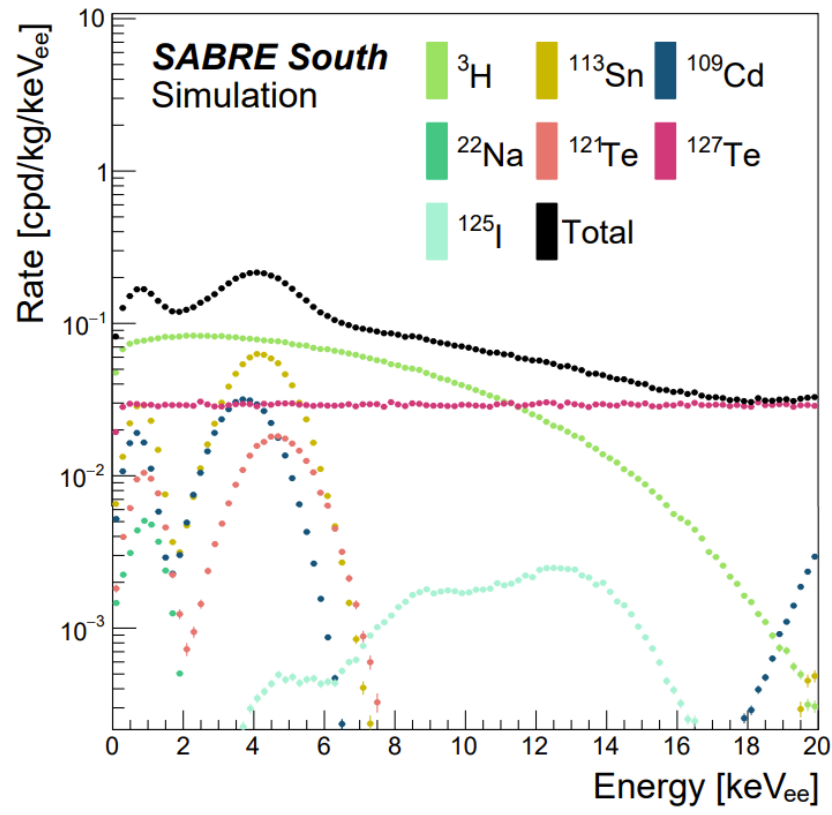 SABRE South
Simulation
³H
¹¹³Sn
¹⁰⁹Cd
²²Na
¹²¹Te
¹²⁷Te
¹²⁵I
Total
Rate [cpd/kg/keVₑₑ]
10
1
10⁻¹
10⁻²
10⁻³
0 2 4 6 8 10 12 14 16 18 20
Energy [keVₑₑ]